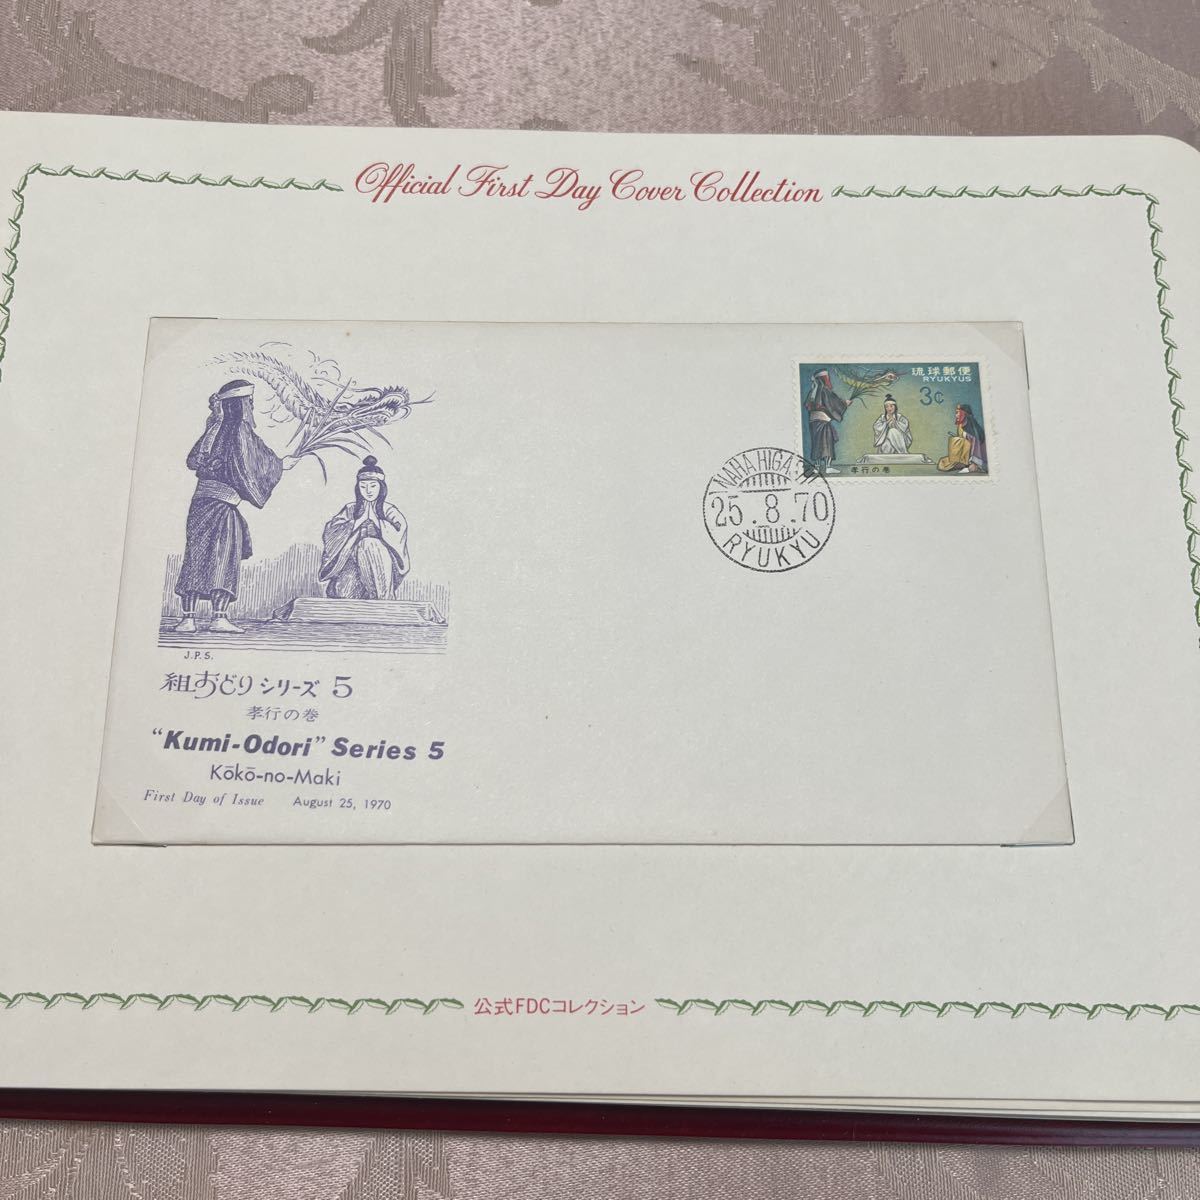 Official First Day Cover Collection
琉球郵便
RYUKYUS
3¢
孝行の巻
NAHA HIGASHI
25.8.70
RYUKYU
J.P.S.
組おどりシリーズ 5
孝行の巻
"Kumi-Odori" Series 5
Kōkō-no-Maki
First Day of Issue August 25, 1970
公式FDCコレクション